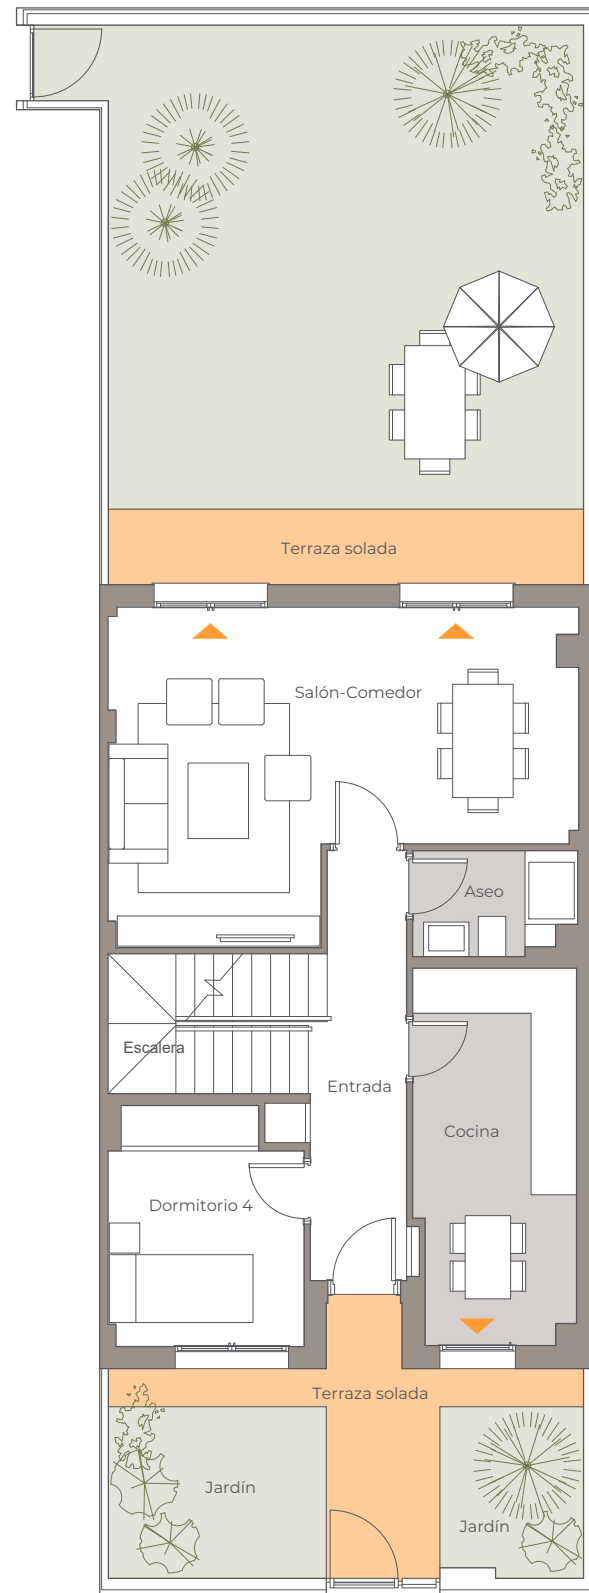 Terraza solada
Salón-Comedor
Aseo
Escalera
Entrada
Cocina
Dormitorio 4
Terraza solada
Jardín
Jardín